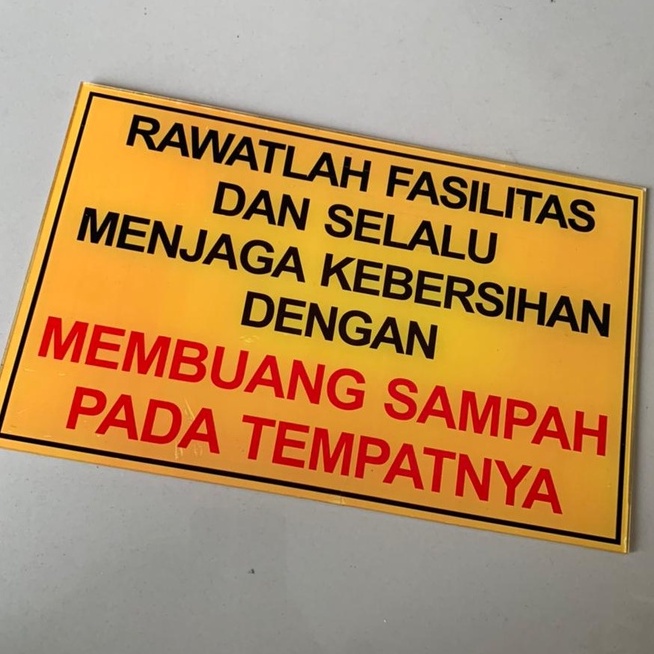 RAWATLAH FASILITAS
DAN SELALU
MENJAGA KEBERSIHAN
DENGAN
MEMBUANG SAMPAH
PADA TEMPATNYA